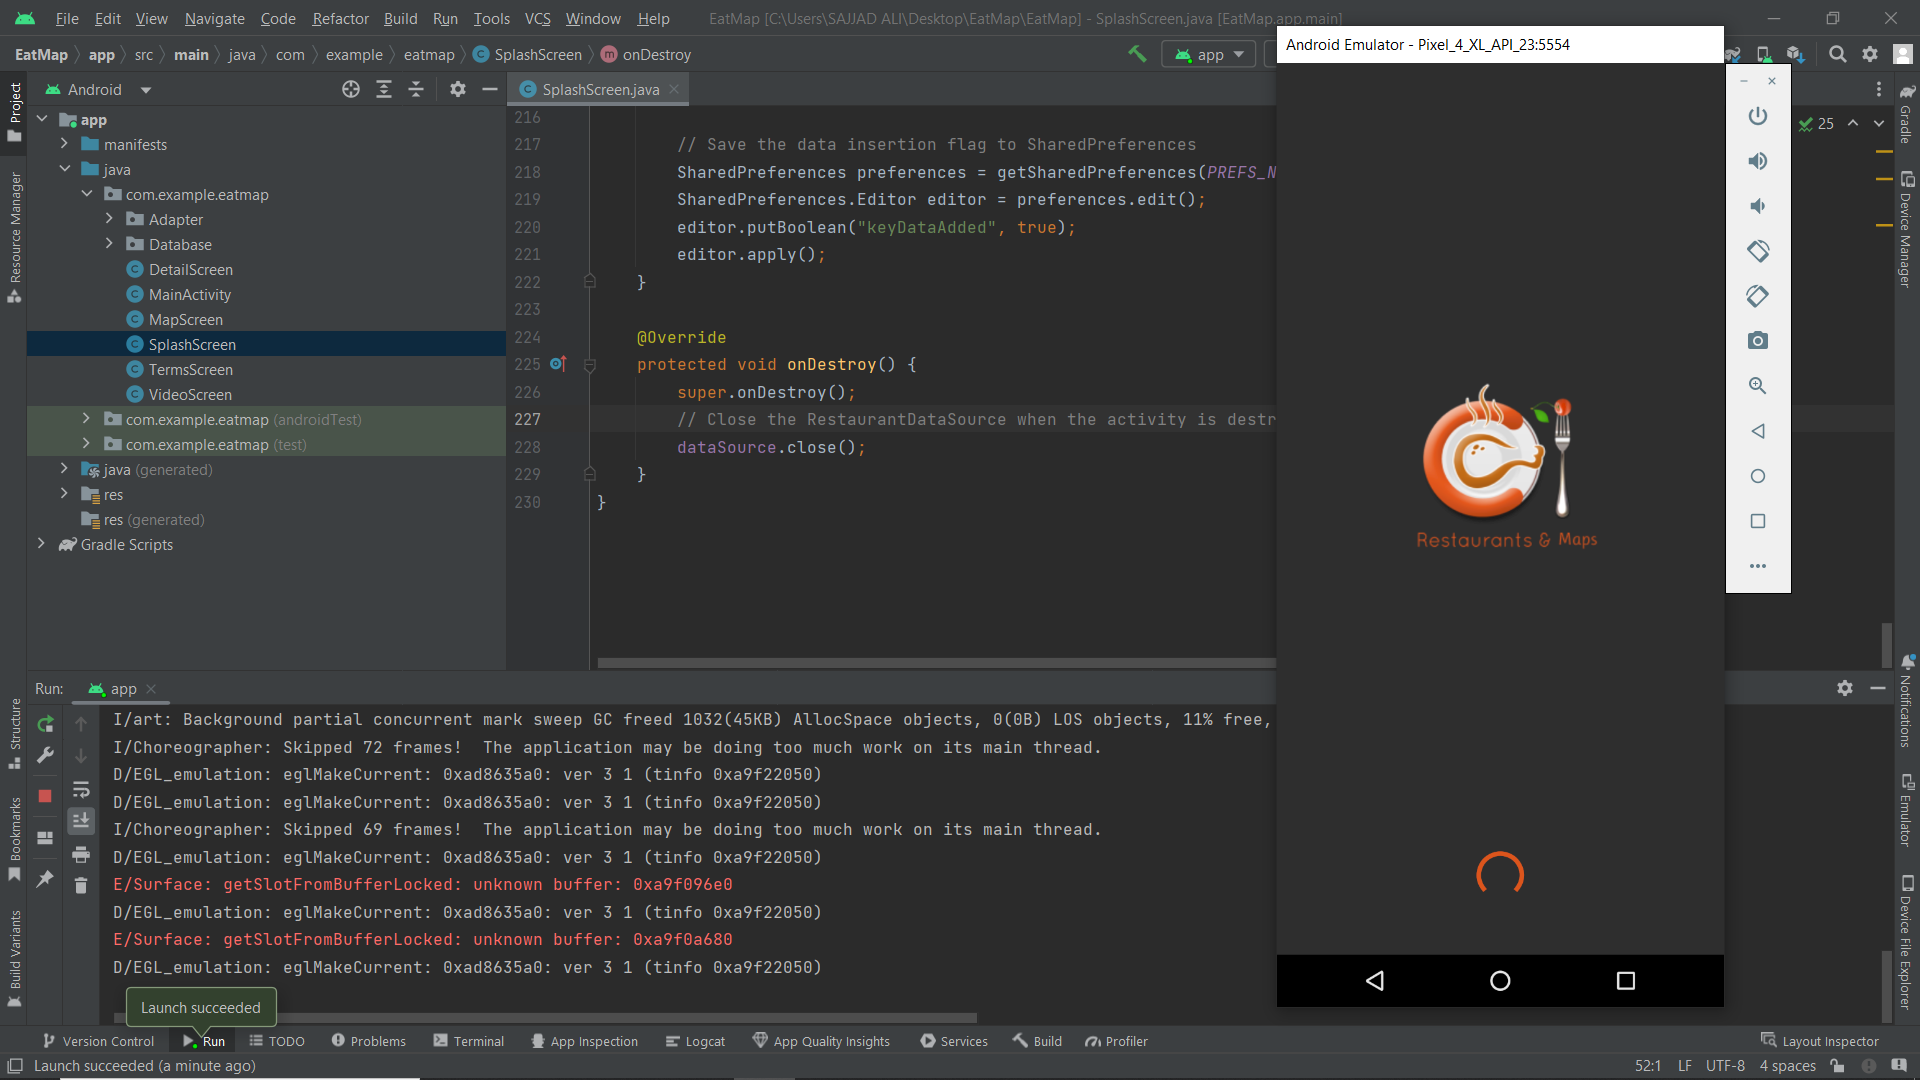 File Edit View Navigate Code Refactor Build Run Tools VCS Window Help EatMap [C:\Users\SAJJAD ALI\Desktop\EatMap\EatMap] - SplashScreen.java [EatMap.app.main]
EatMap app src main java com example eatmap SplashScreen onDestroy app
Android Emulator - Pixel_4_XL_API_23:5554
Project
Resource Manager
Structure
Bookmarks
Build Variants
Android
app
manifests
java
com.example.eatmap
Adapter
Database
DetailScreen
MainActivity
MapScreen
SplashScreen
TermsScreen
VideoScreen
com.example.eatmap (androidTest)
com.example.eatmap (test)
java (generated)
res
res (generated)
Gradle Scripts
SplashScreen.java
25
216
217 // Save the data insertion flag to SharedPreferences
218 SharedPreferences preferences = getSharedPreferences(PREFS_N
219 SharedPreferences.Editor editor = preferences.edit();
220 editor.putBoolean("keyDataAdded", true);
221 editor.apply();
222 }
223
224 @Override
225 protected void onDestroy() {
226 super.onDestroy();
227 // Close the RestaurantDataSource when the activity is destr
228 dataSource.close();
229 }
230 }
Restaurants & Maps
Gradle
Device Manager
Notifications
Emulator
Device File Explorer
Run: app
I/art: Background partial concurrent mark sweep GC freed 1032(45KB) AllocSpace objects, 0(0B) LOS objects, 11% free,
I/Choreographer: Skipped 72 frames!  The application may be doing too much work on its main thread.
D/EGL_emulation: eglMakeCurrent: 0xad8635a0: ver 3 1 (tinfo 0xa9f22050)
D/EGL_emulation: eglMakeCurrent: 0xad8635a0: ver 3 1 (tinfo 0xa9f22050)
I/Choreographer: Skipped 69 frames!  The application may be doing too much work on its main thread.
D/EGL_emulation: eglMakeCurrent: 0xad8635a0: ver 3 1 (tinfo 0xa9f22050)
E/Surface: getSlotFromBufferLocked: unknown buffer: 0xa9f096e0
D/EGL_emulation: eglMakeCurrent: 0xad8635a0: ver 3 1 (tinfo 0xa9f22050)
E/Surface: getSlotFromBufferLocked: unknown buffer: 0xa9f0a680
D/EGL_emulation: eglMakeCurrent: 0xad8635a0: ver 3 1 (tinfo 0xa9f22050)
Launch succeeded
Version Control Run TODO Problems Terminal App Inspection Logcat App Quality Insights Services Build Profiler Layout Inspector
Launch succeeded (a minute ago) 52:1 LF UTF-8 4 spaces